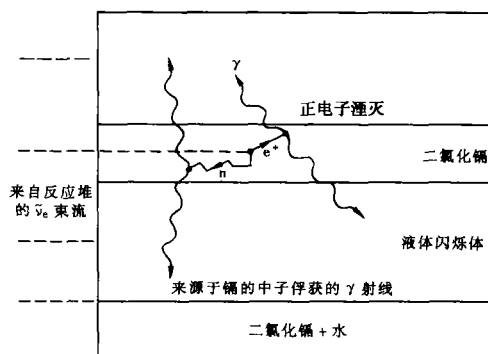 γ
正电子湮灭
e⁺
二氯化镉
n
来自反应堆
的 ν̃ₑ 束流
液体闪烁体
来源于镉的中子俘获的 γ 射线
二氯化镉 + 水